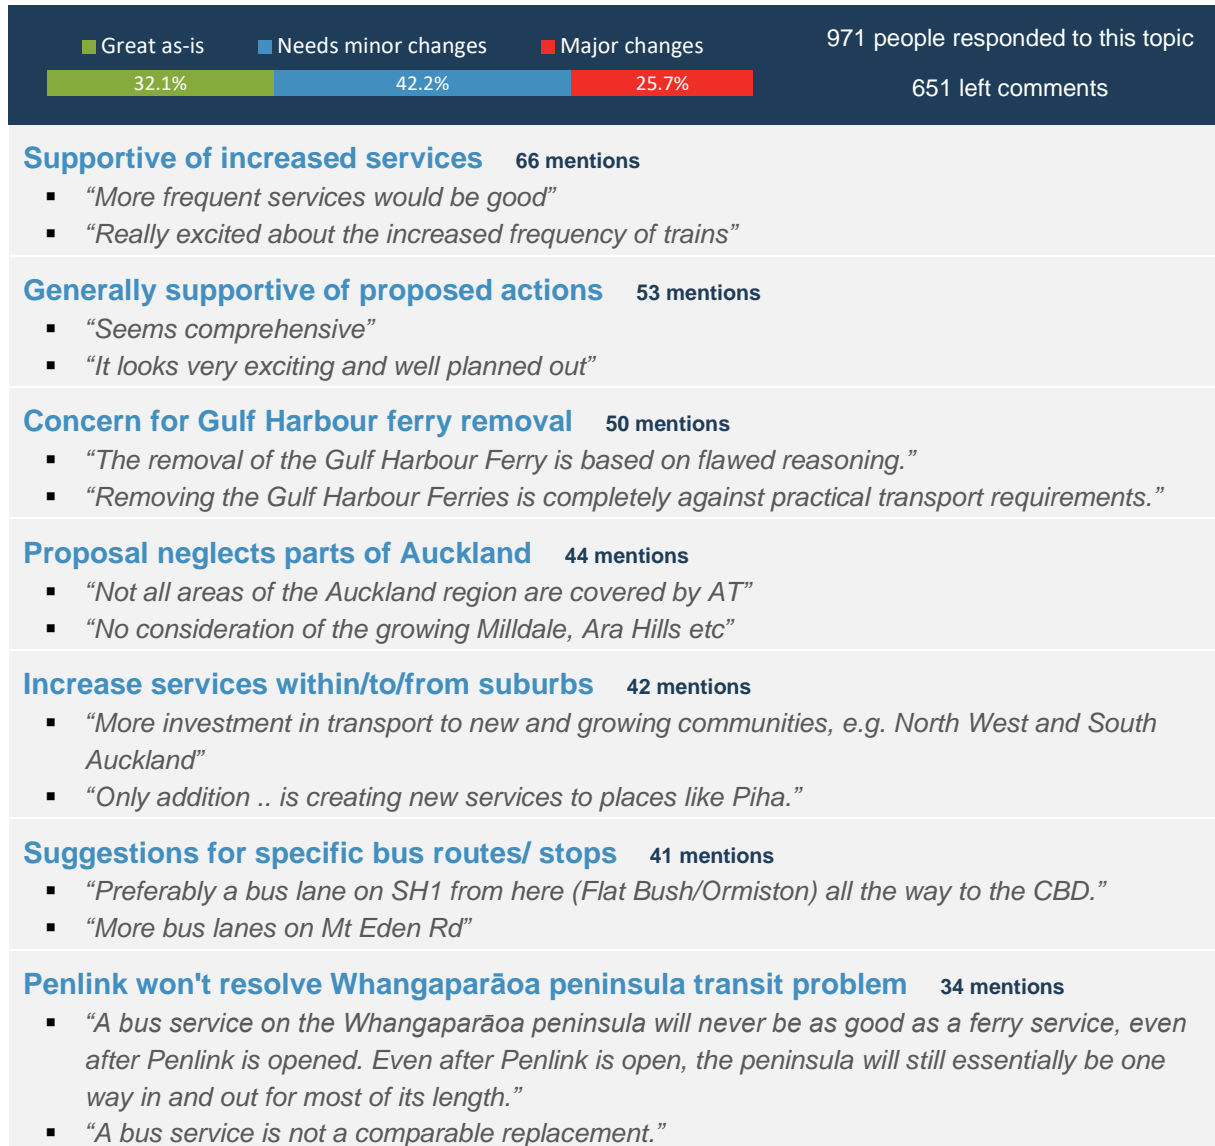 Great as-is Needs minor changes Major changes
32.1% 42.2% 25.7%
971 people responded to this topic
651 left comments
Supportive of increased services 66 mentions
▪ “More frequent services would be good”
▪ “Really excited about the increased frequency of trains”
Generally supportive of proposed actions 53 mentions
▪ “Seems comprehensive”
▪ “It looks very exciting and well planned out”
Concern for Gulf Harbour ferry removal 50 mentions
▪ “The removal of the Gulf Harbour Ferry is based on flawed reasoning.”
▪ “Removing the Gulf Harbour Ferries is completely against practical transport requirements.”
Proposal neglects parts of Auckland 44 mentions
▪ “Not all areas of the Auckland region are covered by AT”
▪ “No consideration of the growing Milldale, Ara Hills etc”
Increase services within/to/from suburbs 42 mentions
▪ “More investment in transport to new and growing communities, e.g. North West and South
Auckland”
▪ “Only addition .. is creating new services to places like Piha.”
Suggestions for specific bus routes/ stops 41 mentions
▪ “Preferably a bus lane on SH1 from here (Flat Bush/Ormiston) all the way to the CBD.”
▪ “More bus lanes on Mt Eden Rd”
Penlink won't resolve Whangaparāoa peninsula transit problem 34 mentions
▪ “A bus service on the Whangaparāoa peninsula will never be as good as a ferry service, even
after Penlink is opened. Even after Penlink is open, the peninsula will still essentially be one
way in and out for most of its length.”
▪ “A bus service is not a comparable replacement.”